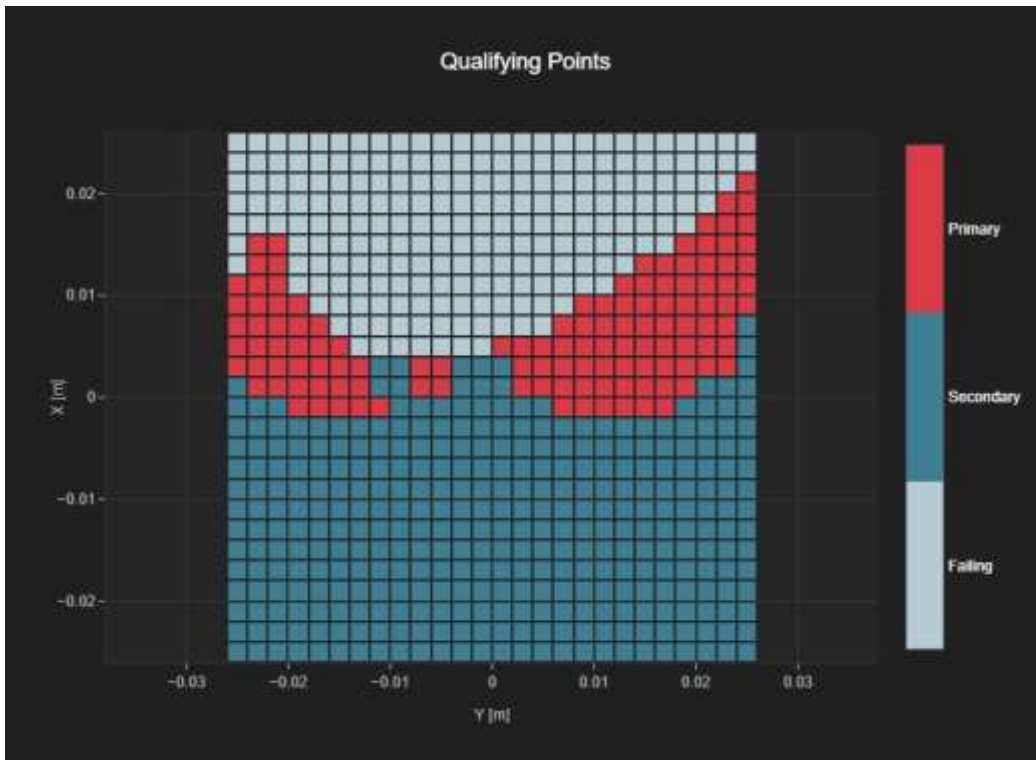 Qualifying Points
0.02
0.01
0
−0.01
−0.02
X [m]
−0.03
−0.02
−0.01
0
0.01
0.02
0.03
Y [m]
Primary
Secondary
Failing